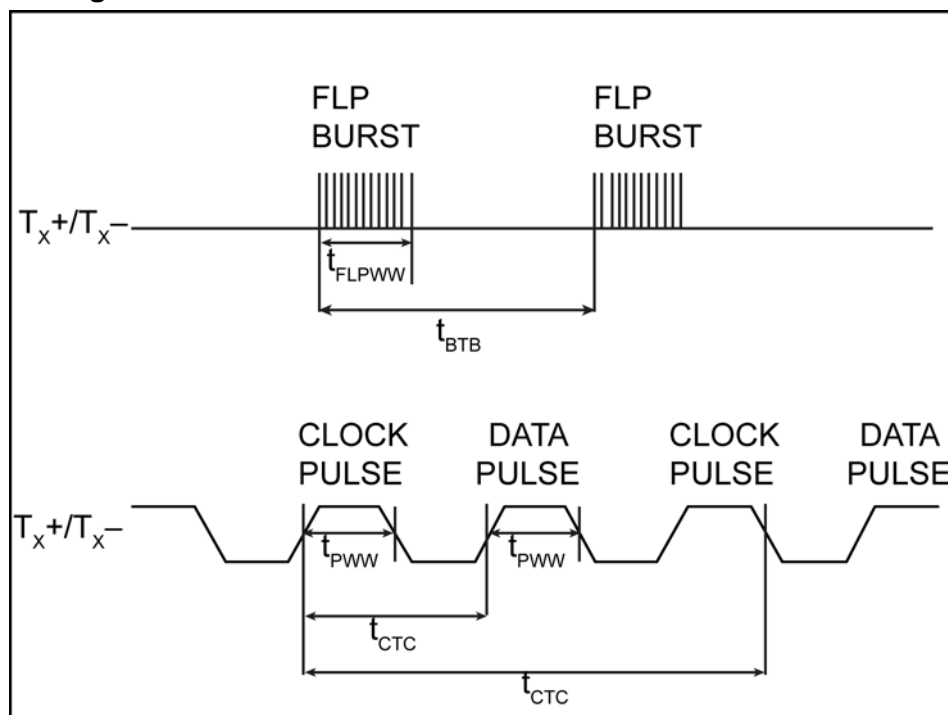 FLP BURST
FLP BURST
Tx+/Tx–
tFLPWW
tBTB
CLOCK PULSE
DATA PULSE
CLOCK PULSE
DATA PULSE
Tx+/Tx–
tPWW
tPWW
tCTC
tCTC